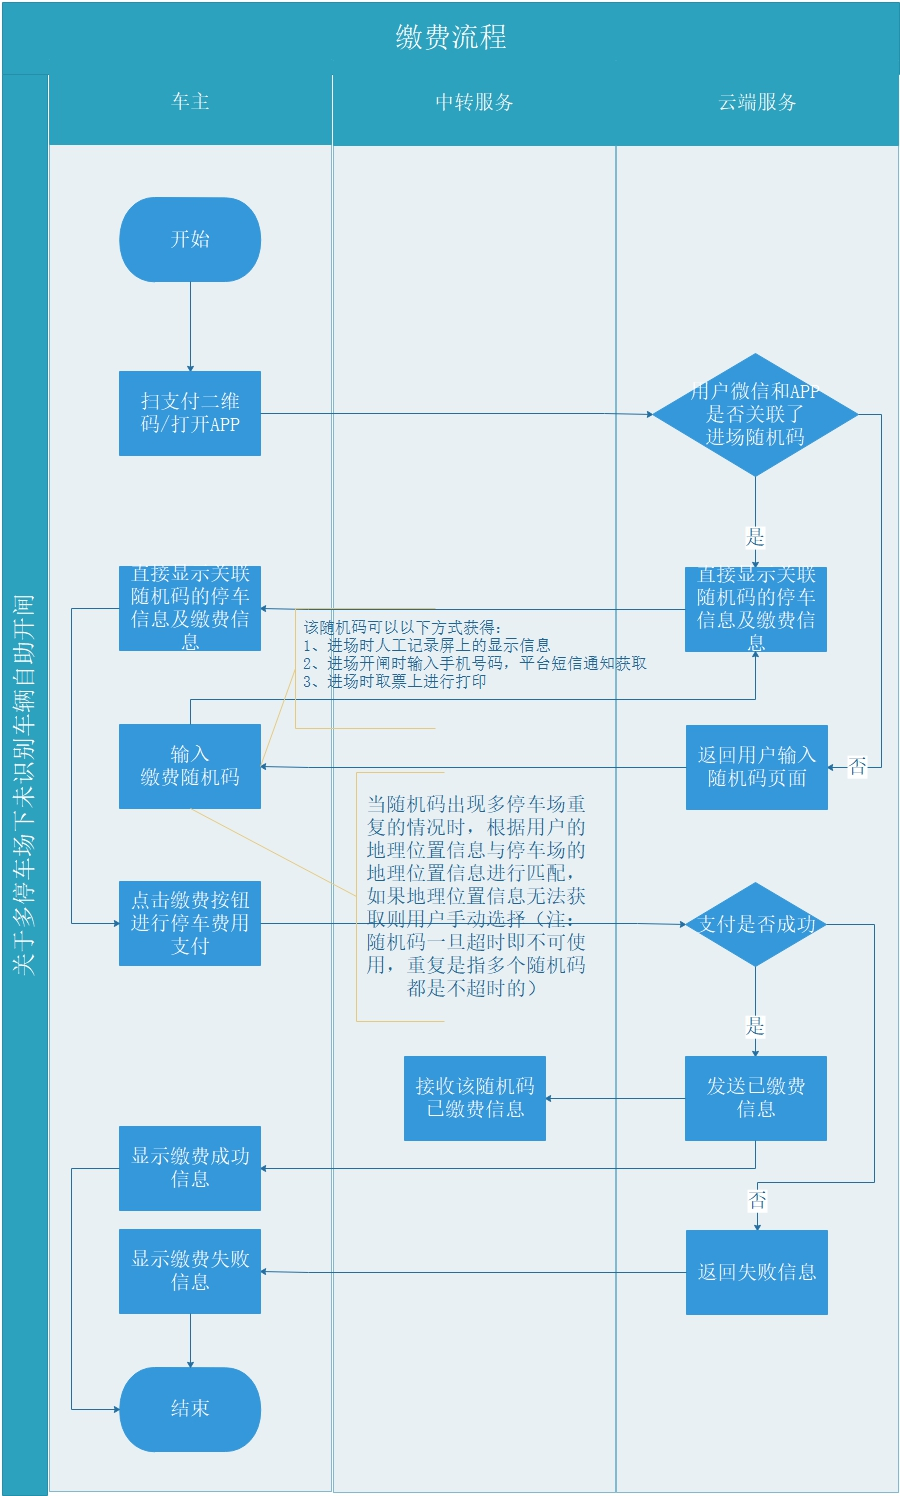 缴费流程
车主
中转服务
云端服务
关于多停车场下未识别车辆自助开闸
开始
扫支付二维
码/打开APP
用户微信和APP
是否关联了
进场随机码
是
直接显示关联
随机码的停车
信息及缴费信
息
直接显示关联
随机码的停车
信息及缴费信
息
该随机码可以以下方式获得：
1、进场时人工记录屏上的显示信息
2、进场开闸时输入手机号码，平台短信通知获取
3、进场时取票上进行打印
输入
缴费随机码
返回用户输入
随机码页面
否
当随机码出现多停车场重
复的情况时，根据用户的
地理位置信息与停车场的
地理位置信息进行匹配，
如果地理位置信息无法获
取则用户手动选择（注：
随机码一旦超时即不可使
用，重复是指多个随机码
都是不超时的）
点击缴费按钮
进行停车费用
支付
支付是否成功
是
接收该随机码
已缴费信息
发送已缴费
信息
显示缴费成功
信息
否
显示缴费失败
信息
返回失败信息
结束